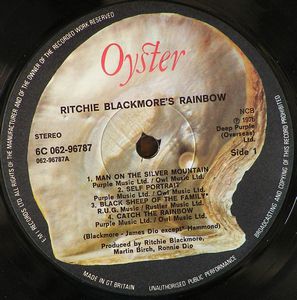 Oyster
RITCHIE BLACKMORE'S RAINBOW
STEREO
6C 062-96787
062-96787A
NCB
Deep Purple
(Overseas)
Ltd.
Side 1
1. MAN ON THE SILVER MOUNTAIN
Purple Music Ltd. / Owl Music Ltd.
2. SELF PORTRAIT
Purple Music Ltd. / Owl Music Ltd.
3. BLACK SHEEP OF THE FAMILY*
R.U.G. Music / Rustier Music Ltd.
4. CATCH THE RAINBOW
Purple Music Ltd. / Owl Music Ltd.
(Blackmore - James Dio except* Hammond)
Produced by Ritchie Blackmore,
Martin Birch, Ronnie Dio
E.M.I RECORDS LTD. ALL RIGHTS OF THE MANUFACTURER AND OF THE OWNER OF THE RECORDED WORK RESERVED
UNAUTHORISED PUBLIC PERFORMANCE BROADCASTING AND COPYING OF THIS RECORD PROHIBITED
MADE IN GT BRITAIN